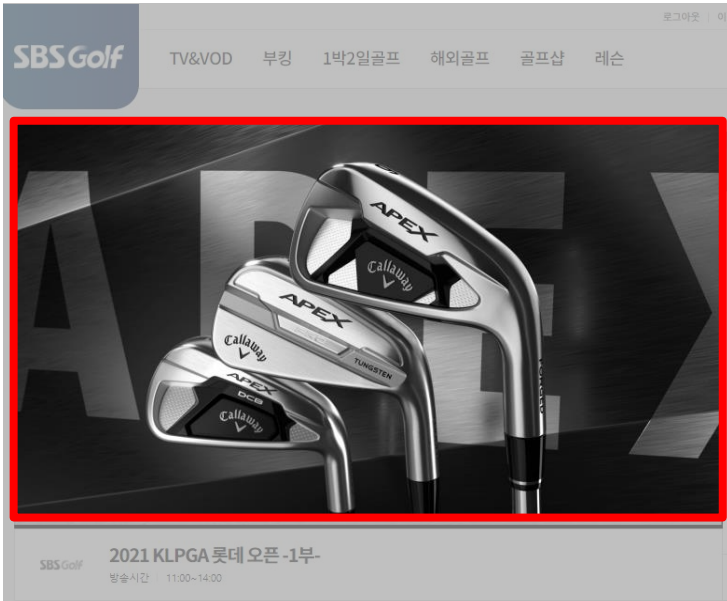 로그아웃
SBS Golf
TV&VOD 부킹 1박2일골프 해외골프 골프샵 레슨
APEX
APEX
Callaway
APEX
Callaway
TUNGSTEN
APEX
DCB
Callaway
SBS Golf
2021 KLPGA 롯데 오픈 -1부-
방송시간 11:00~14:00